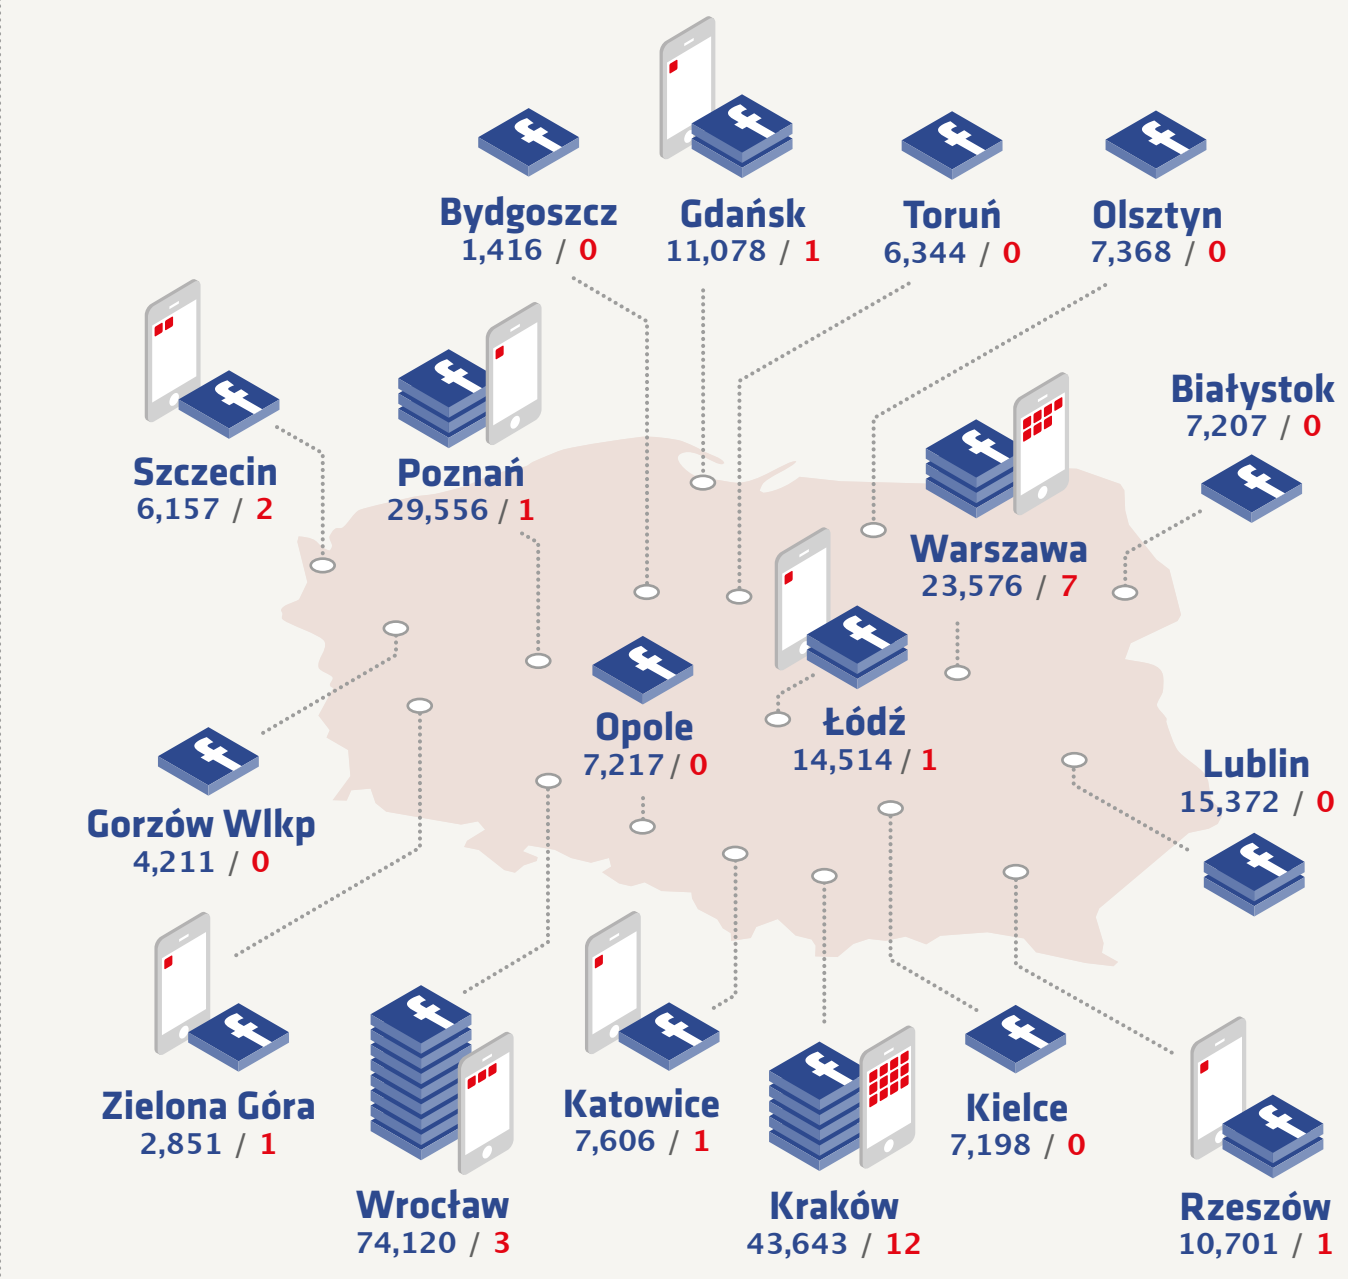 Bydgoszcz
1,416 / 0
Gdańsk
11,078 / 1
Toruń
6,344 / 0
Olsztyn
7,368 / 0
Białystok
7,207 / 0
Szczecin
6,157 / 2
Poznań
29,556 / 1
Warszawa
23,576 / 7
Opole
7,217 / 0
Łódź
14,514 / 1
Lublin
15,372 / 0
Gorzów Wlkp
4,211 / 0
Zielona Góra
2,851 / 1
Wrocław
74,120 / 3
Katowice
7,606 / 1
Kraków
43,643 / 12
Kielce
7,198 / 0
Rzeszów
10,701 / 1